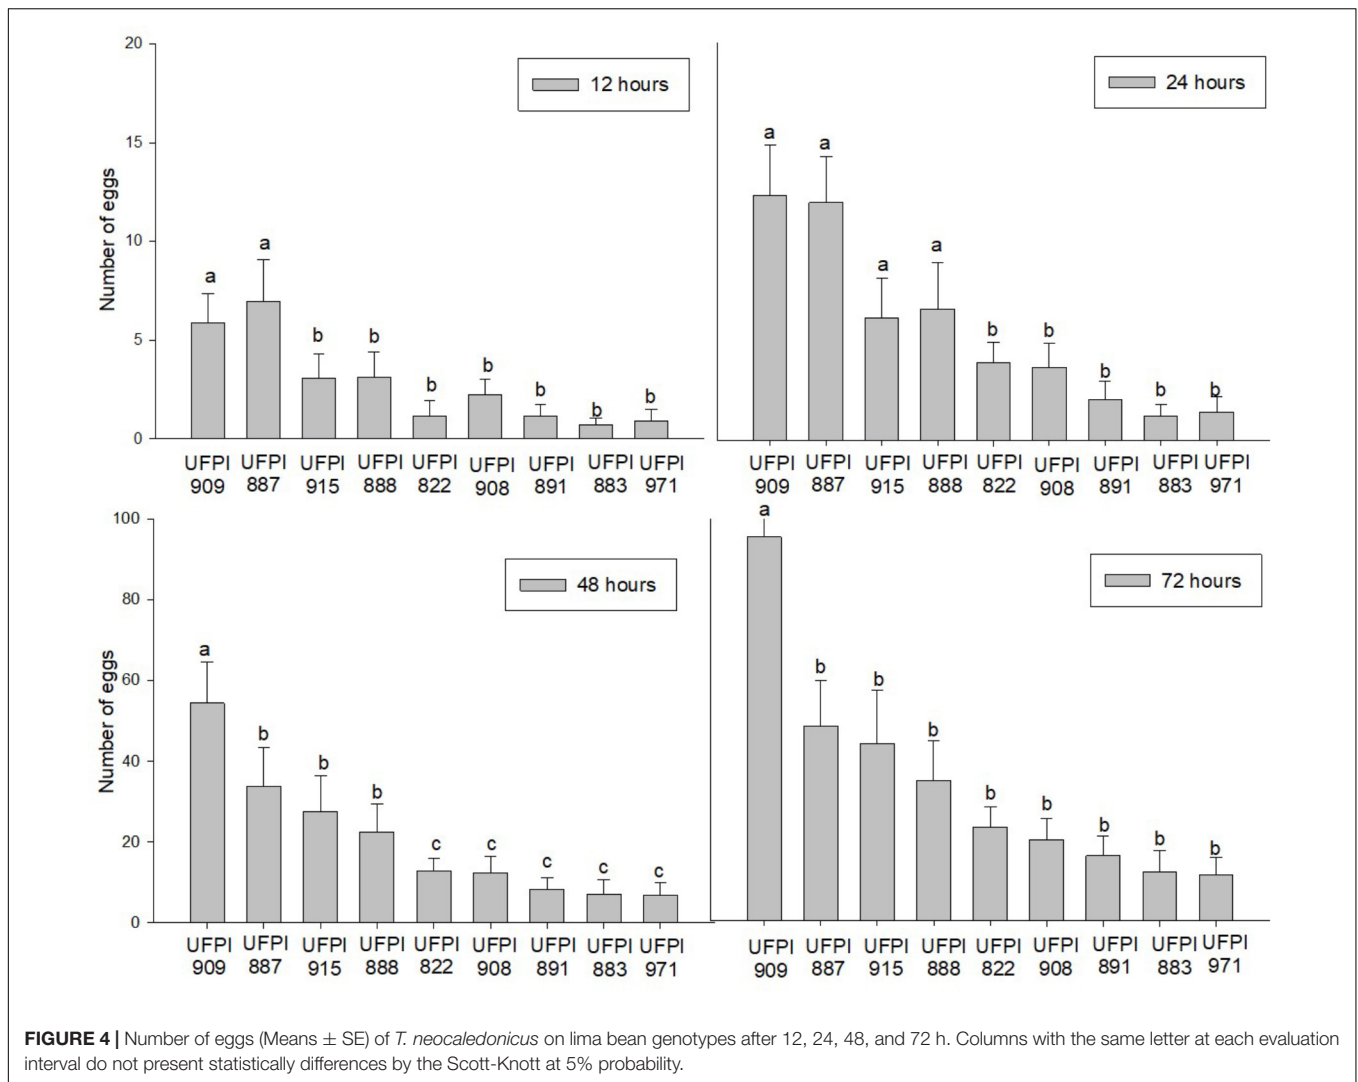 20
15
10
5
0
Number of eggs
12 hours
a
a
b
b
b
b
b
b
b
UFPI UFPI UFPI UFPI UFPI UFPI UFPI UFPI UFPI
909 887 915 888 822 908 891 883 971
24 hours
a
a
a
a
b
b
b
b
b
UFPI UFPI UFPI UFPI UFPI UFPI UFPI UFPI UFPI
909 887 915 888 822 908 891 883 971
100
80
60
40
20
0
Number of eggs
48 hours
a
b
b
b
c
c
c
c
c
UFPI UFPI UFPI UFPI UFPI UFPI UFPI UFPI UFPI
909 887 915 888 822 908 891 883 971
72 hours
a
b
b
b
b
b
b
b
b
UFPI UFPI UFPI UFPI UFPI UFPI UFPI UFPI UFPI
909 887 915 888 822 908 891 883 971
FIGURE 4 | Number of eggs (Means ± SE) of T. neocaledonicus on lima bean genotypes after 12, 24, 48, and 72 h. Columns with the same letter at each evaluation
interval do not present statistically differences by the Scott-Knott at 5% probability.